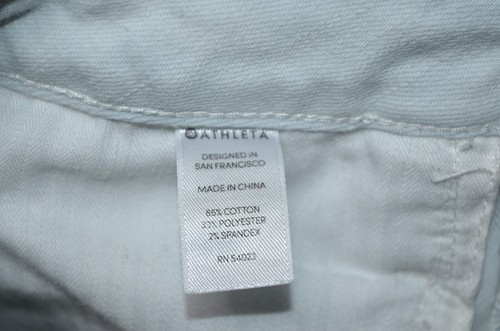 ATHLETA
DESIGNED IN
SAN FRANCISCO
MADE IN CHINA
65% COTTON
33% POLYESTER
2% SPANDEX
RN 54023